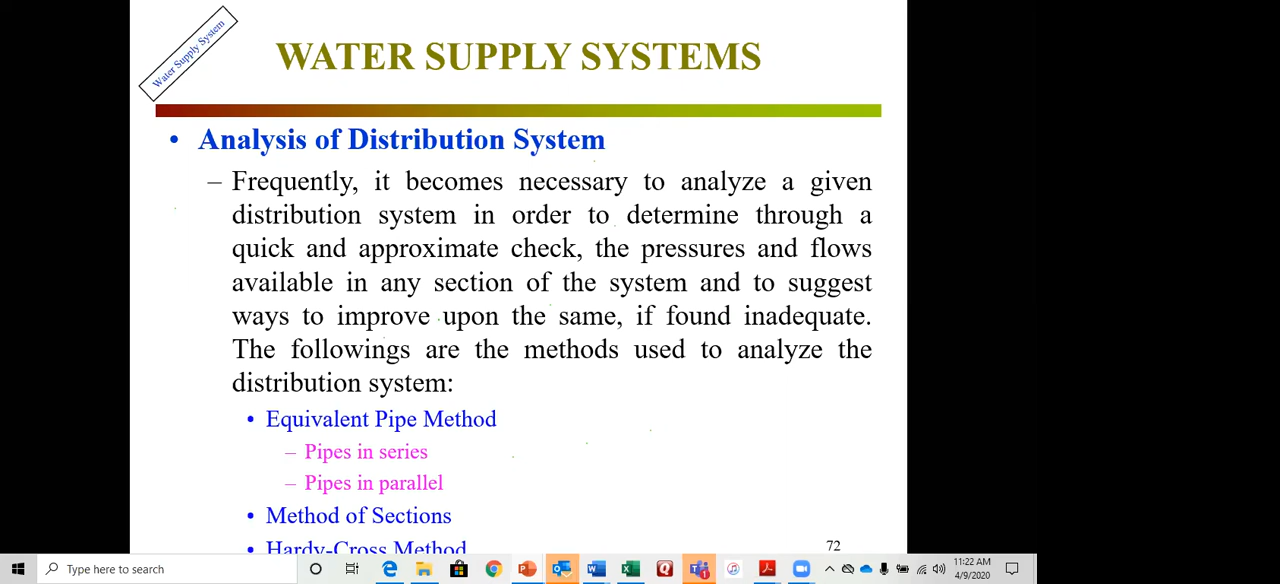 Water Supply System
WATER SUPPLY SYSTEMS
• Analysis of Distribution System
– Frequently, it becomes necessary to analyze a given
distribution system in order to determine through a
quick and approximate check, the pressures and flows
available in any section of the system and to suggest
ways to improve upon the same, if found inadequate.
The followings are the methods used to analyze the
distribution system:
• Equivalent Pipe Method
– Pipes in series
– Pipes in parallel
• Method of Sections
• Hardy-Cross Method
72
Type here to search
11:22 AM
4/9/2020